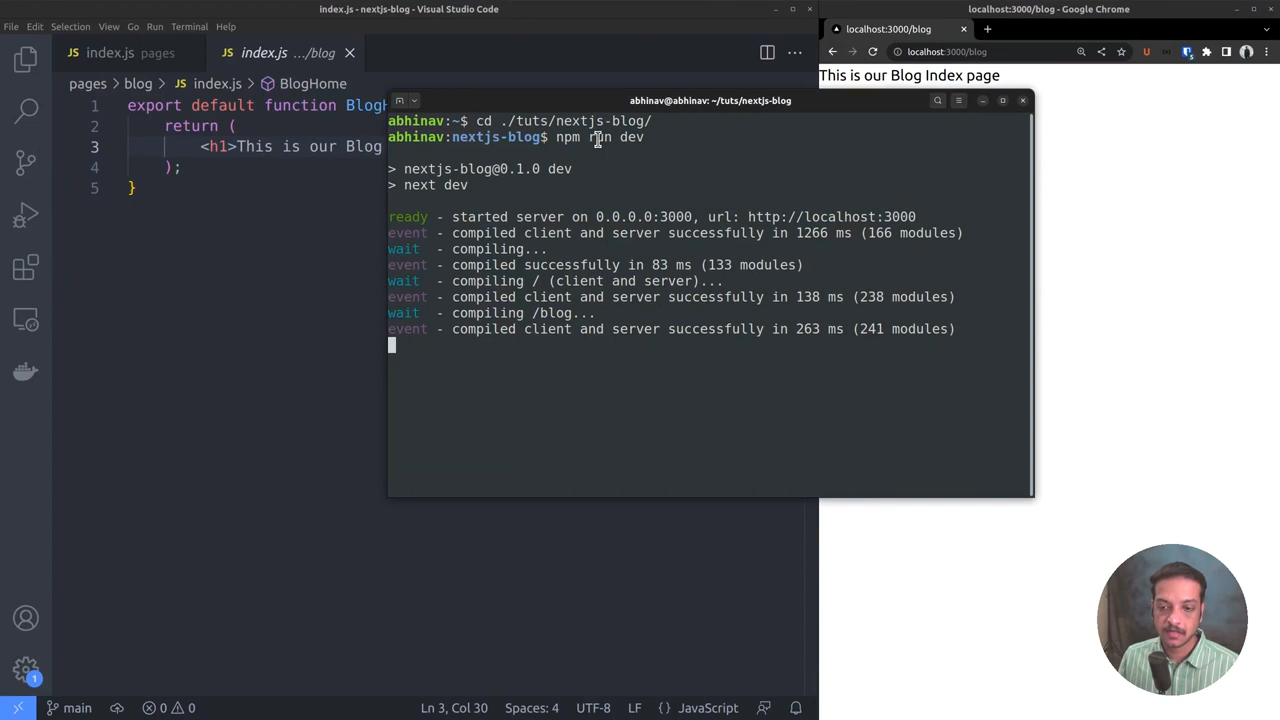 index.js - nextjs-blog - Visual Studio Code
File Edit Selection View Go Run Terminal Help
JS index.js pages
JS index.js .../blog
pages > blog > JS index.js > BlogHome
1 export default function BlogH
2 return (
3 <h1>This is our Blog
4 );
5 }
abhinav@abhinav: ~/tuts/nextjs-blog
abhinav:~$ cd ./tuts/nextjs-blog/
abhinav:nextjs-blog$ npm run dev
> nextjs-blog@0.1.0 dev
> next dev
ready - started server on 0.0.0.0:3000, url: http://localhost:3000
event - compiled client and server successfully in 1266 ms (166 modules)
wait - compiling...
event - compiled successfully in 83 ms (133 modules)
wait - compiling / (client and server)...
event - compiled client and server successfully in 138 ms (238 modules)
wait - compiling /blog...
event - compiled client and server successfully in 263 ms (241 modules)
localhost:3000/blog - Google Chrome
localhost:3000/blog
localhost:3000/blog
This is our Blog Index page
1
main 0 0 Ln 3, Col 30 Spaces: 4 UTF-8 LF {} JavaScript